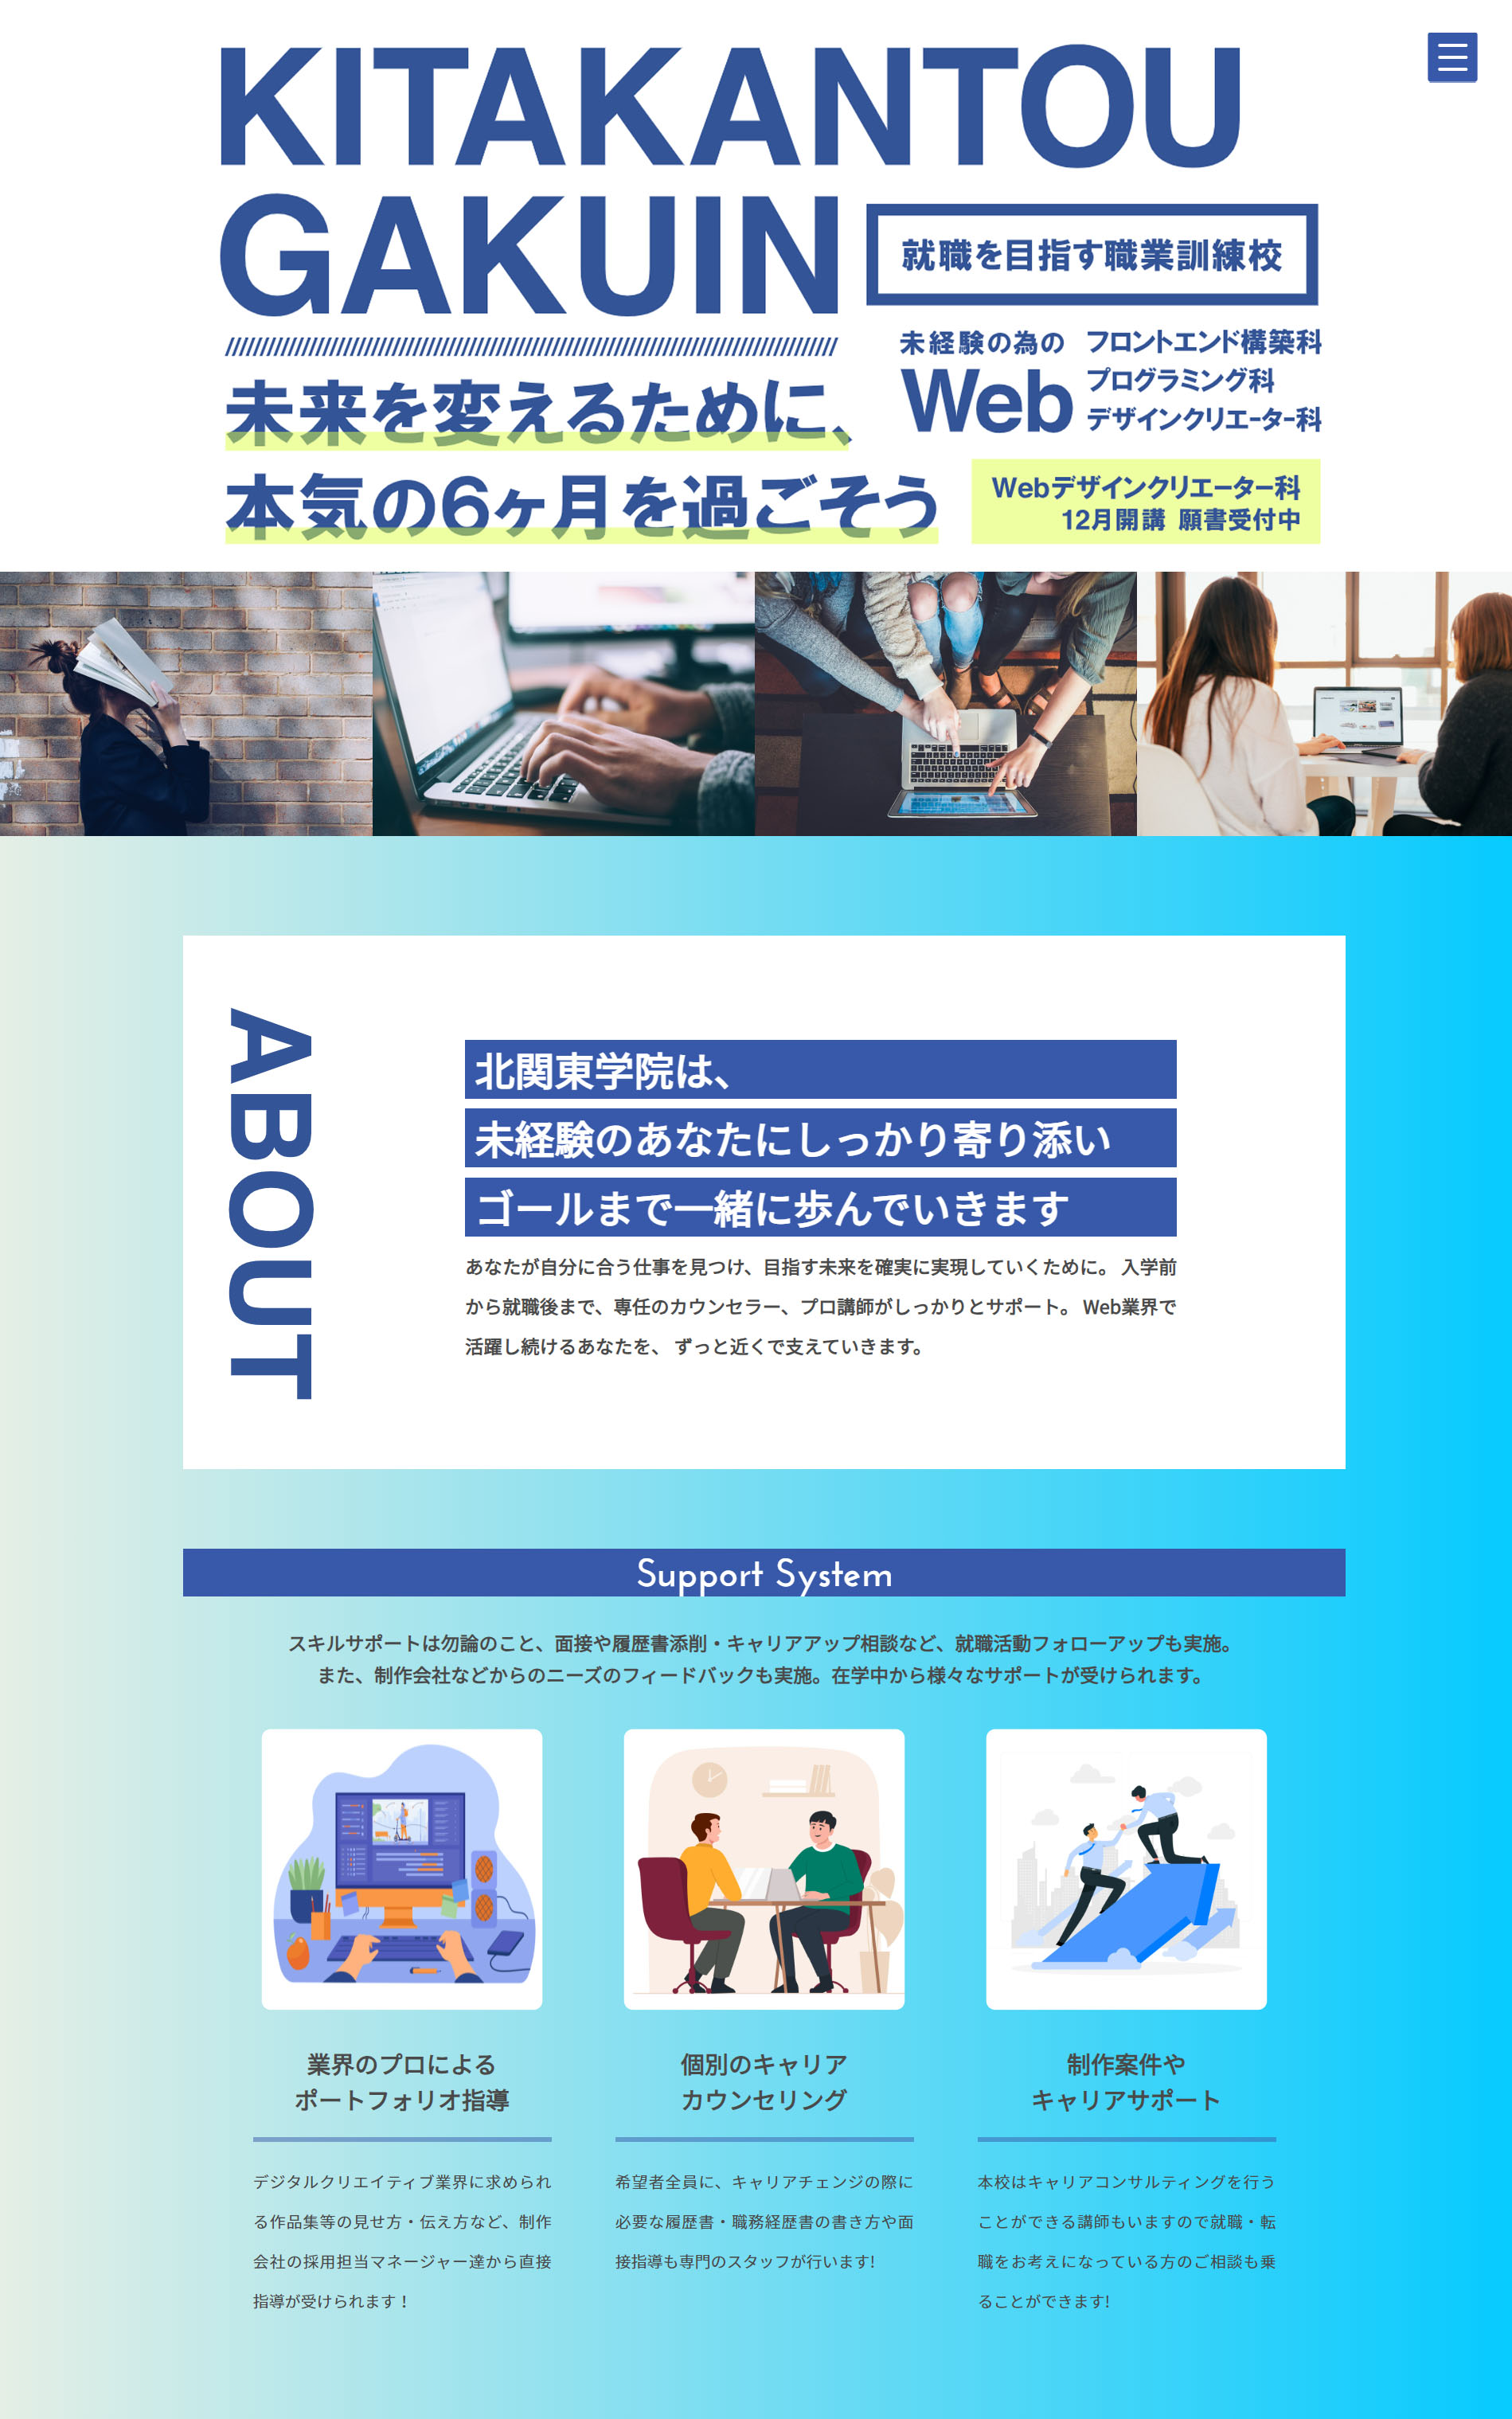 KITAKANTOU
GAKUIN
就職を目指す職業訓練校
未経験の為の
Web
フロントエンド構築科
プログラミング科
デザインクリエーター科
未来を変えるために、
本気の6ヶ月を過ごそう
Webデザインクリエーター科
12月開講 願書受付中
ABOUT
北関東学院は、
未経験のあなたにしっかり寄り添い
ゴールまで一緒に歩んでいきます
あなたが自分に合う仕事を見つけ、目指す未来を確実に実現していくために。 入学前
から就職後まで、専任のカウンセラー、プロ講師がしっかりとサポート。 Web業界で
活躍し続けるあなたを、 ずっと近くで支えていきます。
Support System
スキルサポートは勿論のこと、面接や履歴書添削・キャリアアップ相談など、就職活動フォローアップも実施。
また、制作会社などからのニーズのフィードバックも実施。在学中から様々なサポートが受けられます。
業界のプロによる
ポートフォリオ指導
デジタルクリエイティブ業界に求められ
る作品集等の見せ方・伝え方など、制作
会社の採用担当マネージャー達から直接
指導が受けられます！
個別のキャリア
カウンセリング
希望者全員に、キャリアチェンジの際に
必要な履歴書・職務経歴書の書き方や面
接指導も専門のスタッフが行います!
制作案件や
キャリアサポート
本校はキャリアコンサルティングを行う
ことができる講師もいますので就職・転
職をお考えになっている方のご相談も乗
ることができます!